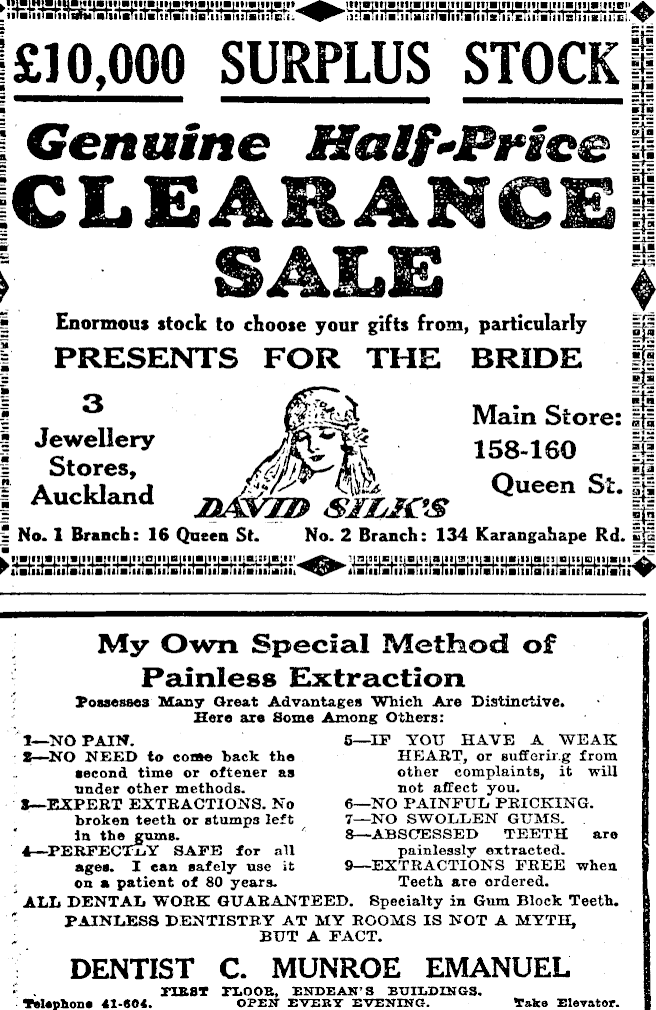 £10,000 SURPLUS STOCK
Genuine Half-Price
CLEARANCE
SALE
Enormous stock to choose your gifts from, particularly
PRESENTS FOR THE BRIDE
3
Jewellery
Stores,
Auckland
DAVID SILK'S
Main Store:
158-160
Queen St.
No. 1 Branch: 16 Queen St. No. 2 Branch: 134 Karangahape Rd.
My Own Special Method of
Painless Extraction
Possesses Many Great Advantages Which Are Distinctive.
Here are Some Among Others:
1—NO PAIN.
2—NO NEED to come back the
second time or oftener as
under other methods.
3—EXPERT EXTRACTIONS. No
broken teeth or stumps left
in the gums.
4—PERFECTLY SAFE for all
ages. I can safely use it
on a patient of 80 years.
5—IF YOU HAVE A WEAK
HEART, or suffering from
other complaints, it will
not affect you.
6—NO PAINFUL PRICKING.
7—NO SWOLLEN GUMS.
8—ABSCESSED TEETH are
painlessly extracted.
9—EXTRACTIONS FREE when
Teeth are ordered.
ALL DENTAL WORK GUARANTEED. Specialty in Gum Block Teeth.
PAINLESS DENTISTRY AT MY ROOMS IS NOT A MYTH,
BUT A FACT.
DENTIST C. MUNROE EMANUEL
FIRST FLOOR, ENDEAN'S BUILDINGS.
Telephone 41-604. OPEN EVERY EVENING. Take Elevator.